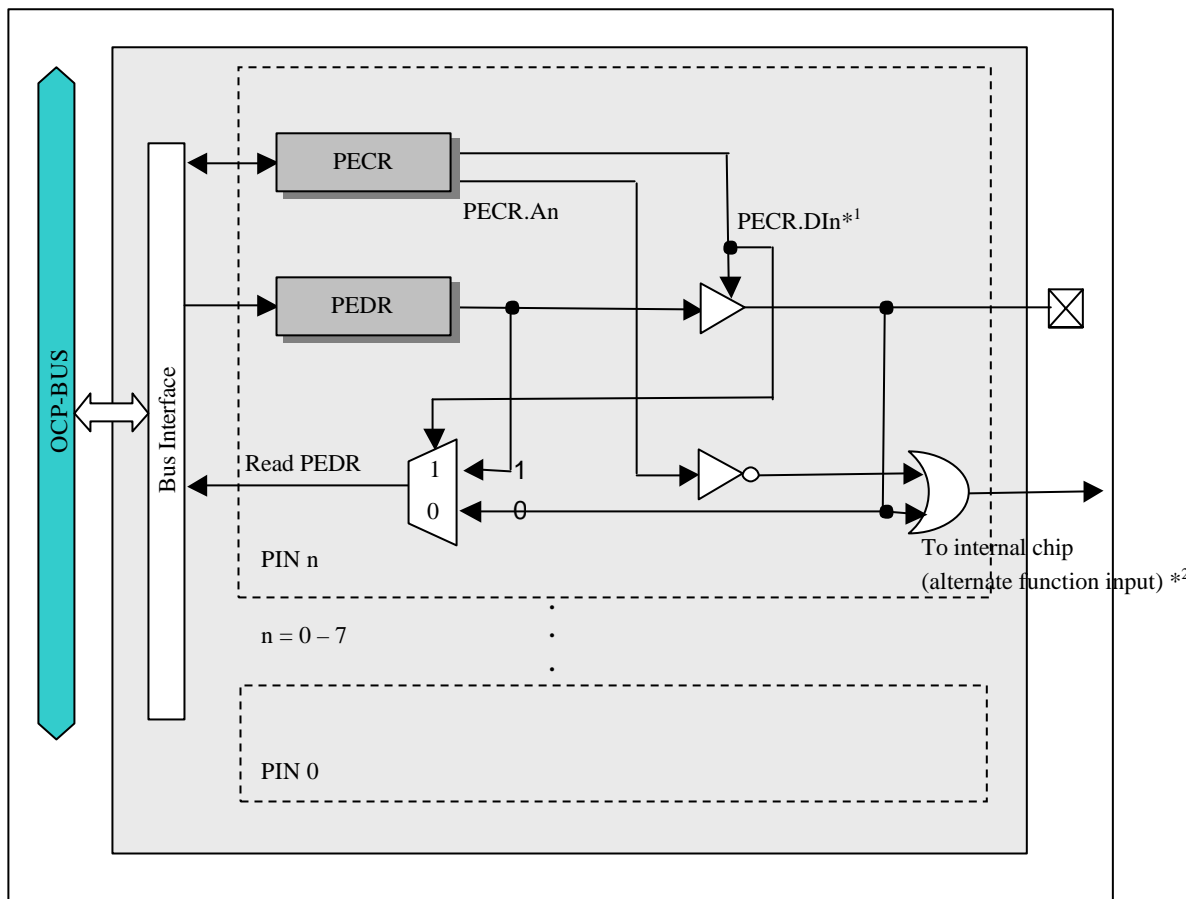 PECR
PECR.An
PECR.DIn*1
PEDR
OCP-BUS
Bus Interface
Read PEDR
1
1
0
0
PIN n
To internal chip
(alternate function input) *2
n = 0 – 7
.
.
.
PIN 0